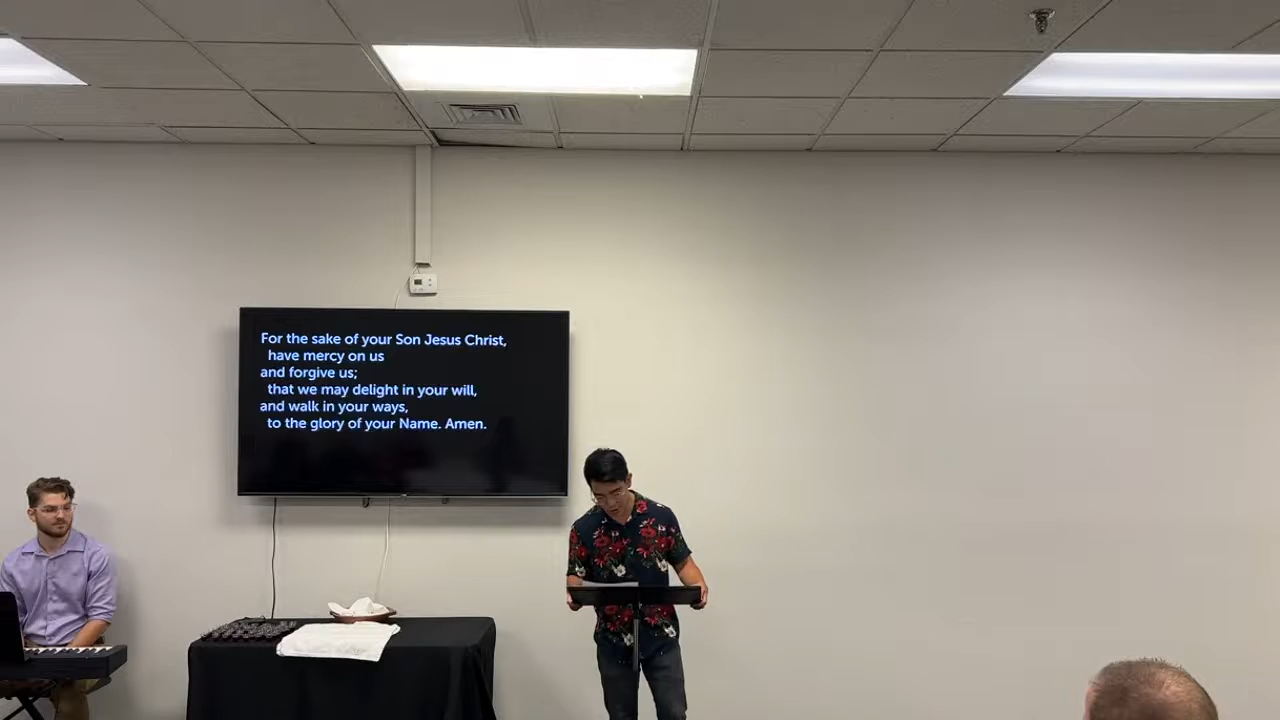 For the sake of your Son Jesus Christ,
have mercy on us
and forgive us;
that we may delight in your will,
and walk in your ways,
to the glory of your Name. Amen.